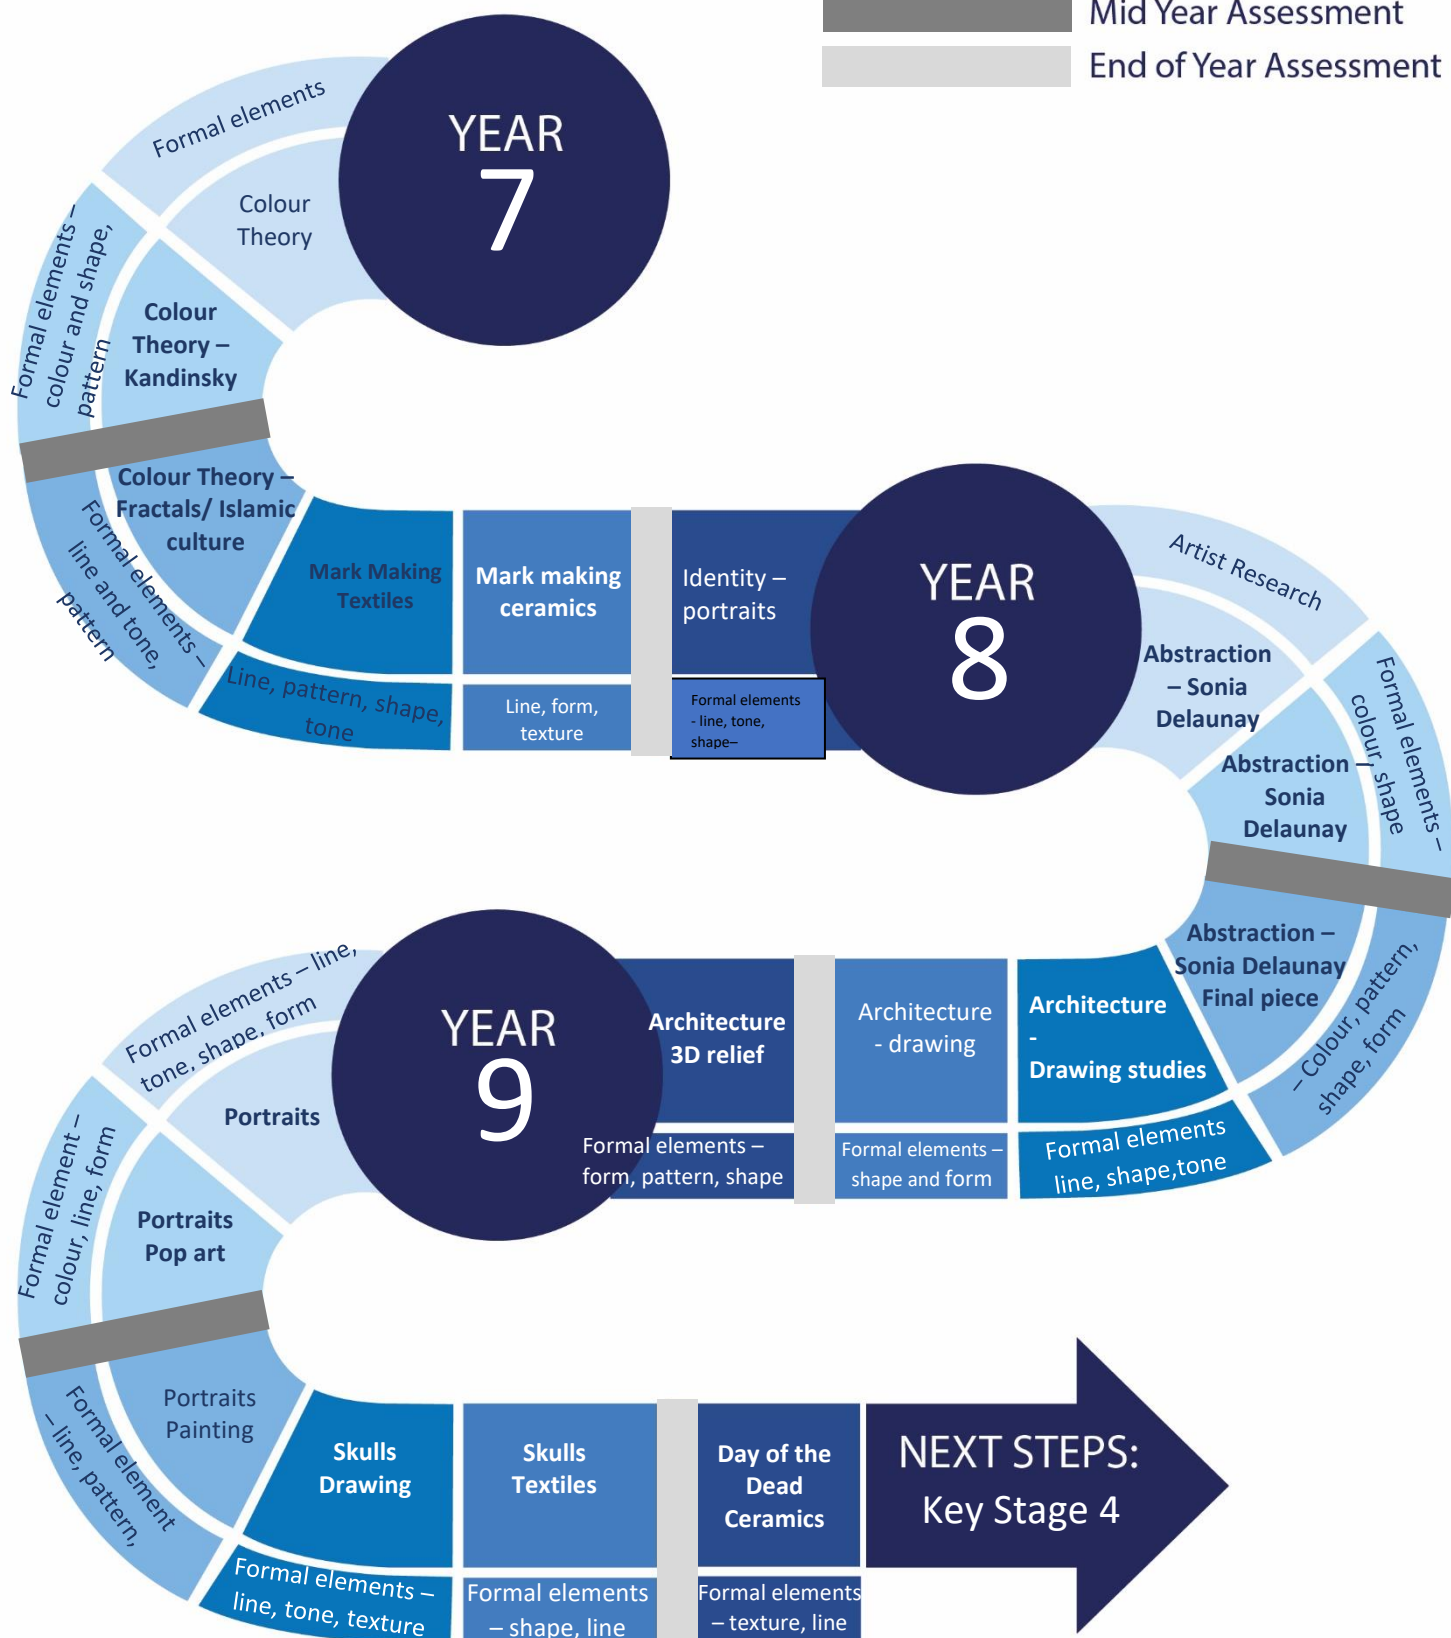 Mid Year Assessment
End of Year Assessment
YEAR
7
Formal elements
Colour
Theory
Formal elements –
colour and shape,
pattern
Colour
Theory –
Kandinsky
Colour Theory –
Fractals/ Islamic
culture
Formal elements –
line and tone,
pattern
Mark Making
Textiles
Line, pattern, shape,
tone
Mark making
ceramics
Line, form,
texture
Identity –
portraits
Formal elements
- line, tone,
shape–
YEAR
8
Artist Research
Abstraction
– Sonia
Delaunay
Formal elements –
colour, shape
Abstraction –
Sonia
Delaunay
Abstraction –
Sonia Delaunay
Final piece
– Colour, pattern,
shape, form
Architecture
-
Drawing studies
Formal elements
line, shape,tone
Architecture
- drawing
Formal elements –
shape and form
Architecture
3D relief
Formal elements –
form, pattern, shape
YEAR
9
Formal elements – line,
tone, shape, form
Portraits
Formal element –
colour, line, form
Portraits
Pop art
Portraits
Painting
Formal element
– line, pattern,
Skulls
Drawing
Formal elements –
line, tone, texture
Skulls
Textiles
Formal elements
– shape, line
Day of the
Dead
Ceramics
Formal elements
– texture, line
NEXT STEPS:
Key Stage 4